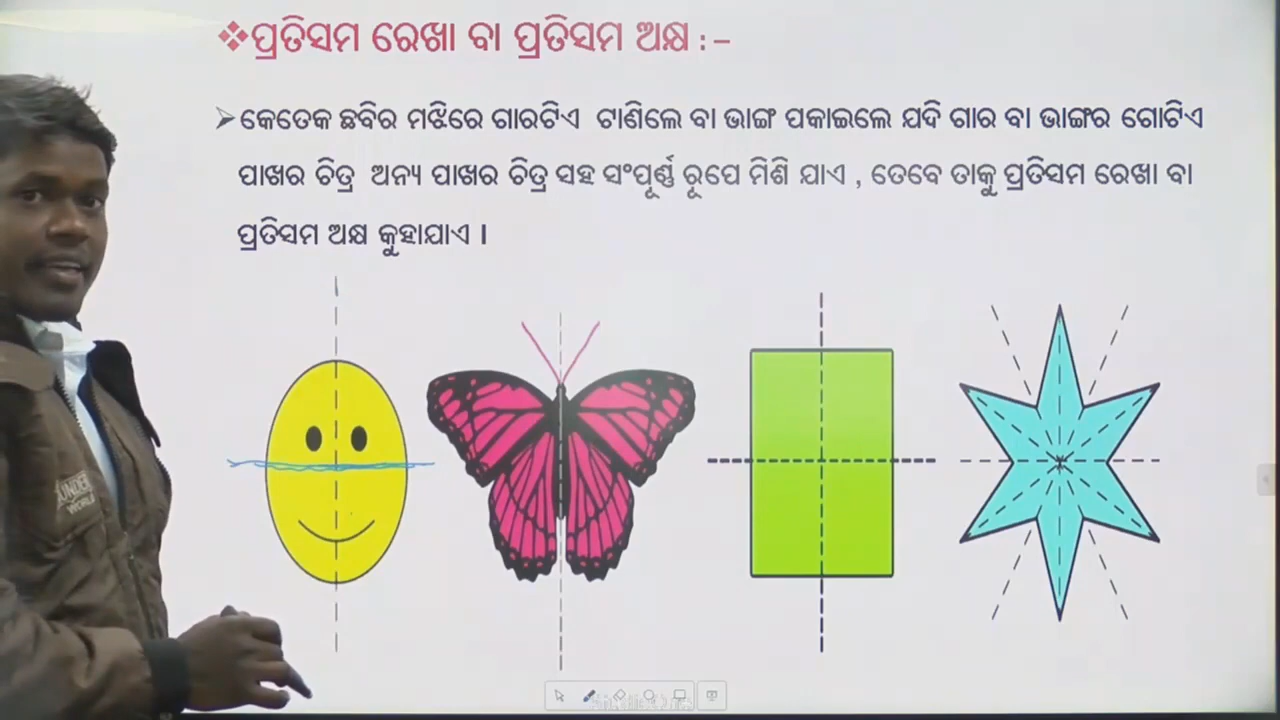 ❖ପ୍ରତିସମ ରେଖା ବା ପ୍ରତିସମ ଅକ୍ଷ :–
➢କେତେକ ଛବିର ମଝିରେ ଗାରଟିଏ ଟାଣିଲେ ବା ଭାଙ୍ଗ ପକାଇଲେ ଯଦି ଗାର ବା ଭାଙ୍ଗର ଗୋଟିଏ
ପାଖର ଚିତ୍ର ଅନ୍ୟ ପାଖର ଚିତ୍ର ସହ ସଂପୂର୍ଣ୍ଣ ରୂପେ ମିଶି ଯାଏ , ତେବେ ତାକୁ ପ୍ରତିସମ ରେଖା ବା
ପ୍ରତିସମ ଅକ୍ଷ କୁହାଯାଏ ।
WORLD